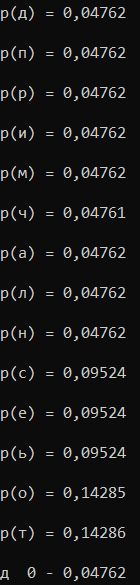 р(д) = 0,04762
р(п) = 0,04762
р(р) = 0,04762
р(и) = 0,04762
р(м) = 0,04762
р(ч) = 0,04761
р(а) = 0,04762
р(л) = 0,04762
р(н) = 0,04762
р(с) = 0,09524
р(е) = 0,09524
р(ь) = 0,09524
р(о) = 0,14285
р(т) = 0,14286
д  0 - 0,04762